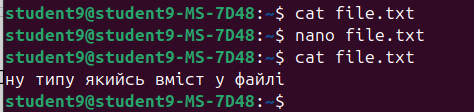 student9@student9-MS-7D48:~$ cat file.txt
student9@student9-MS-7D48:~$ nano file.txt
student9@student9-MS-7D48:~$ cat file.txt
ну типу якийсь вміст у файлі
student9@student9-MS-7D48:~$